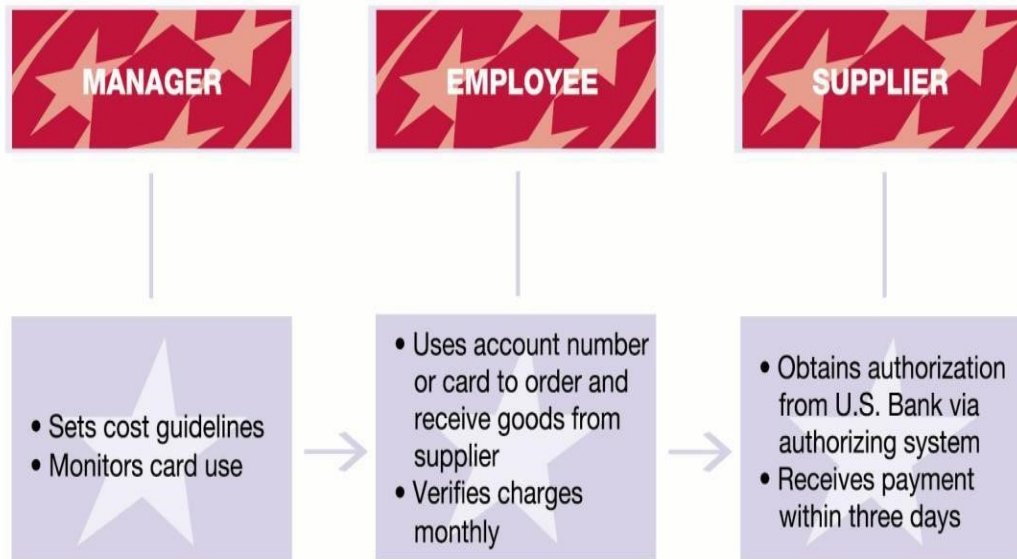 MANAGER
EMPLOYEE
SUPPLIER
• Sets cost guidelines
• Monitors card use
• Uses account number
or card to order and
receive goods from
supplier
• Verifies charges
monthly
• Obtains authorization
from U.S. Bank via
authorizing system
• Receives payment
within three days